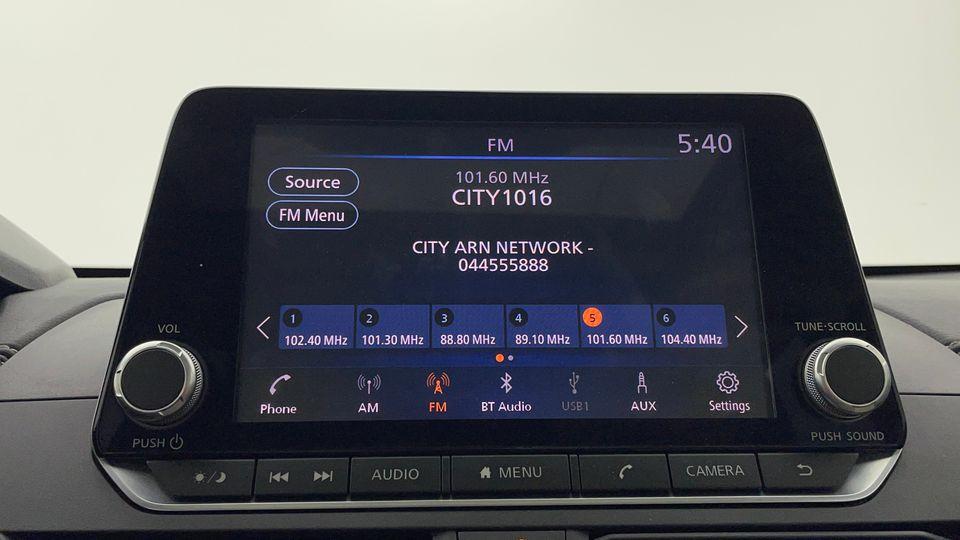 FM
5:40
Source
101.60 MHz
CITY1016
FM Menu
CITY ARN NETWORK -
044555888
1 2 3 4 5 6
102.40 MHz 101.30 MHz 88.80 MHz 89.10 MHz 101.60 MHz 104.40 MHz
VOL
TUNE·SCROLL
Phone AM FM BT Audio USB1 AUX Settings
PUSH
PUSH SOUND
AUDIO MENU CAMERA